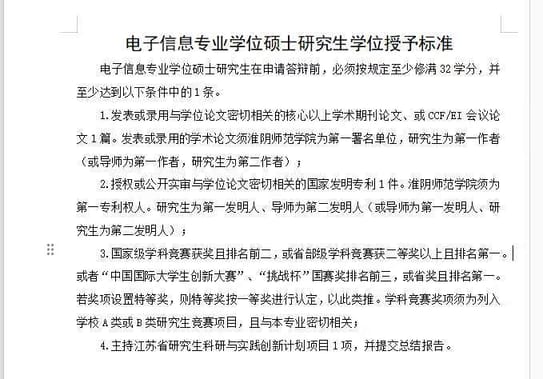 电子信息专业学位硕士研究生学位授予标准
电子信息专业学位硕士研究生在申请答辩前，必须按规定至少修满 32 学分，并
至少达到以下条件中的 1 条。
1.发表或录用与学位论文密切相关的核心以上学术期刊论文、或 CCF/EI 会议论
文 1 篇。发表或录用的学术论文须淮阴师范学院为第一署名单位，研究生为第一作者
（或导师为第一作者，研究生为第二作者）；
2.授权或公开实审与学位论文密切相关的国家发明专利 1 件。淮阴师范学院须为
第一专利权人。研究生为第一发明人、导师为第二发明人（或导师为第一发明人、研
究生为第二发明人）；
3.国家级学科竞赛获奖且排名前二，或省部级学科竞赛获二等奖以上且排名第一。
或者“中国国际大学生创新大赛”、“挑战杯”国赛奖排名前三，或省奖且排名第一。
若奖项设置特等奖，则特等奖按一等奖进行认定，以此类推。学科竞赛奖项须为列入
学校 A 类或 B 类研究生竞赛项目，且与本专业密切相关；
4.主持江苏省研究生科研与实践创新计划项目 1 项，并提交总结报告。